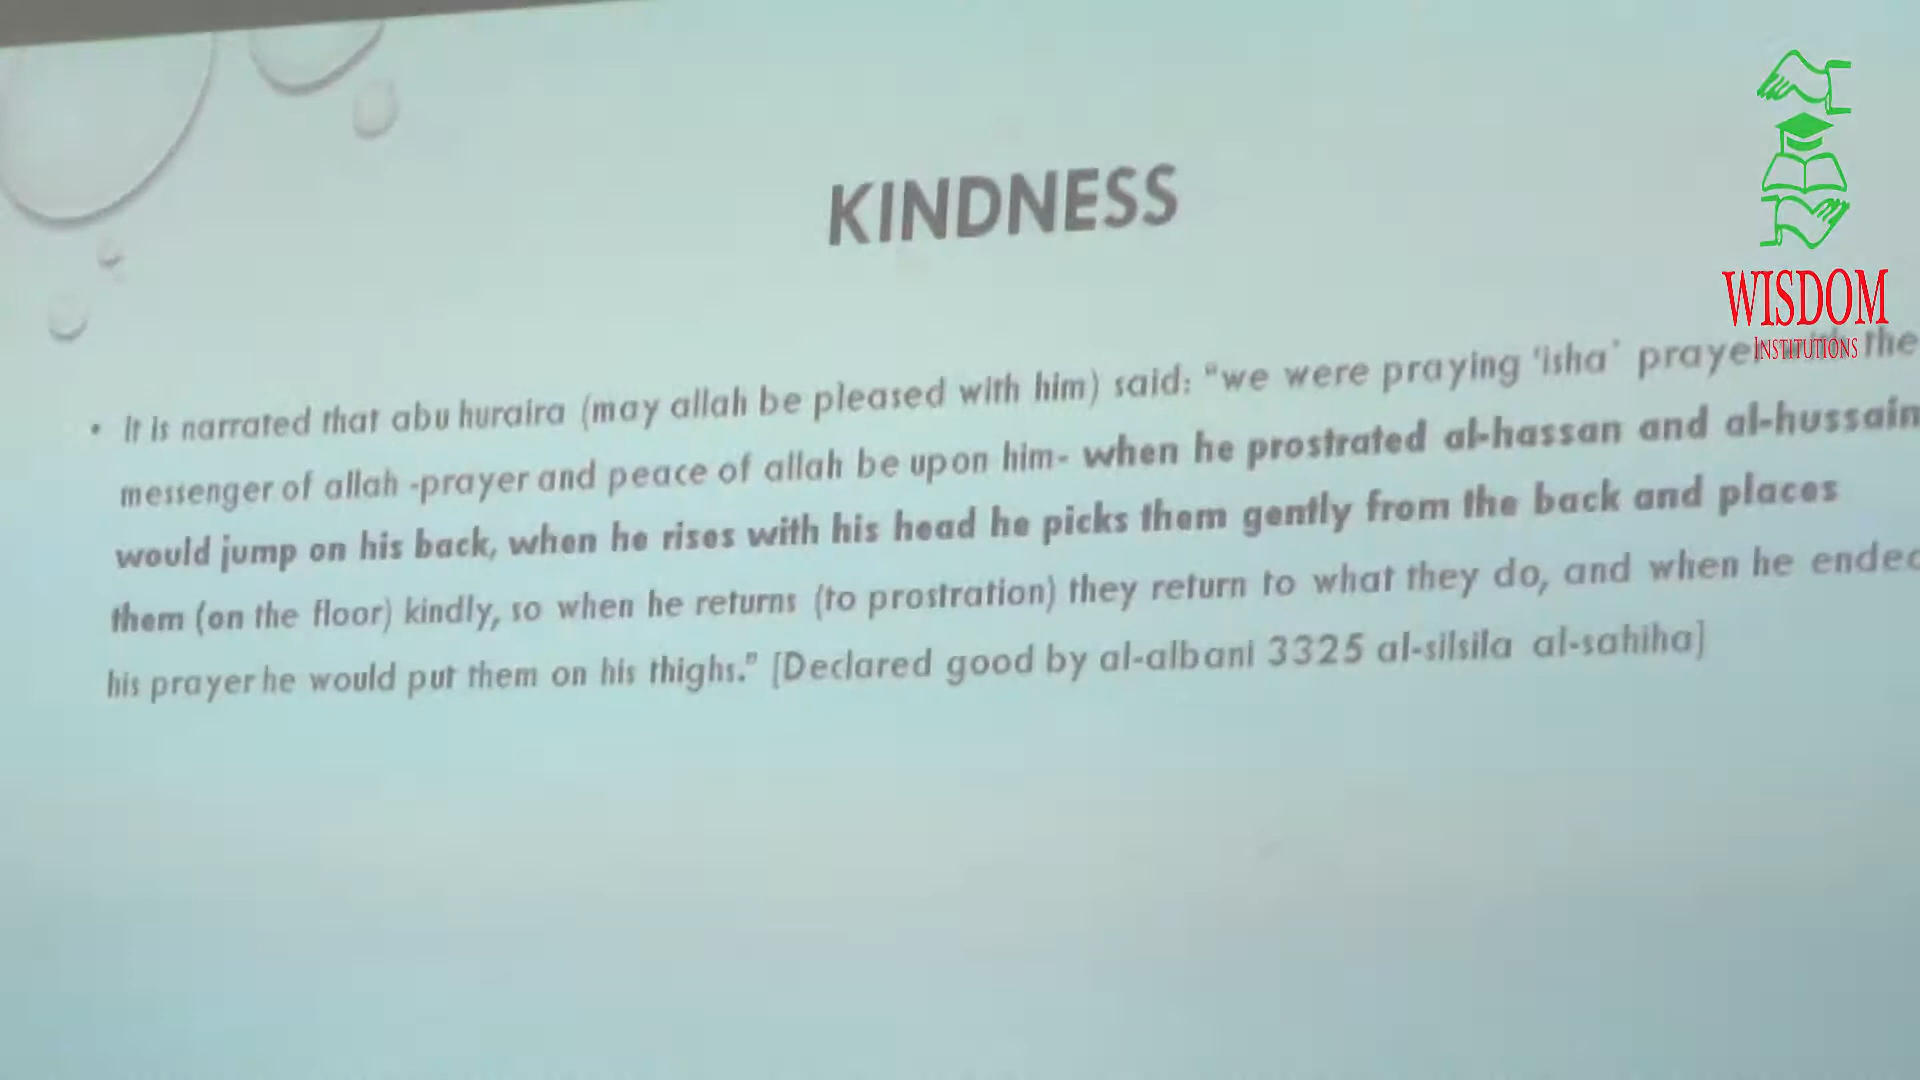 KINDNESS
WISDOM
INSTITUTIONS
• It is narrated that abu huraira (may allah be pleased with him) said: "we were praying 'isha' prayer the
messenger of allah -prayer and peace of allah be upon him- when he prostrated al-hassan and al-hussain
would jump on his back, when he rises with his head he picks them gently from the back and places
them (on the floor) kindly, so when he returns (to prostration) they return to what they do, and when he ended
his prayer he would put them on his thighs." [Declared good by al-albani 3325 al-silsila al-sahiha]